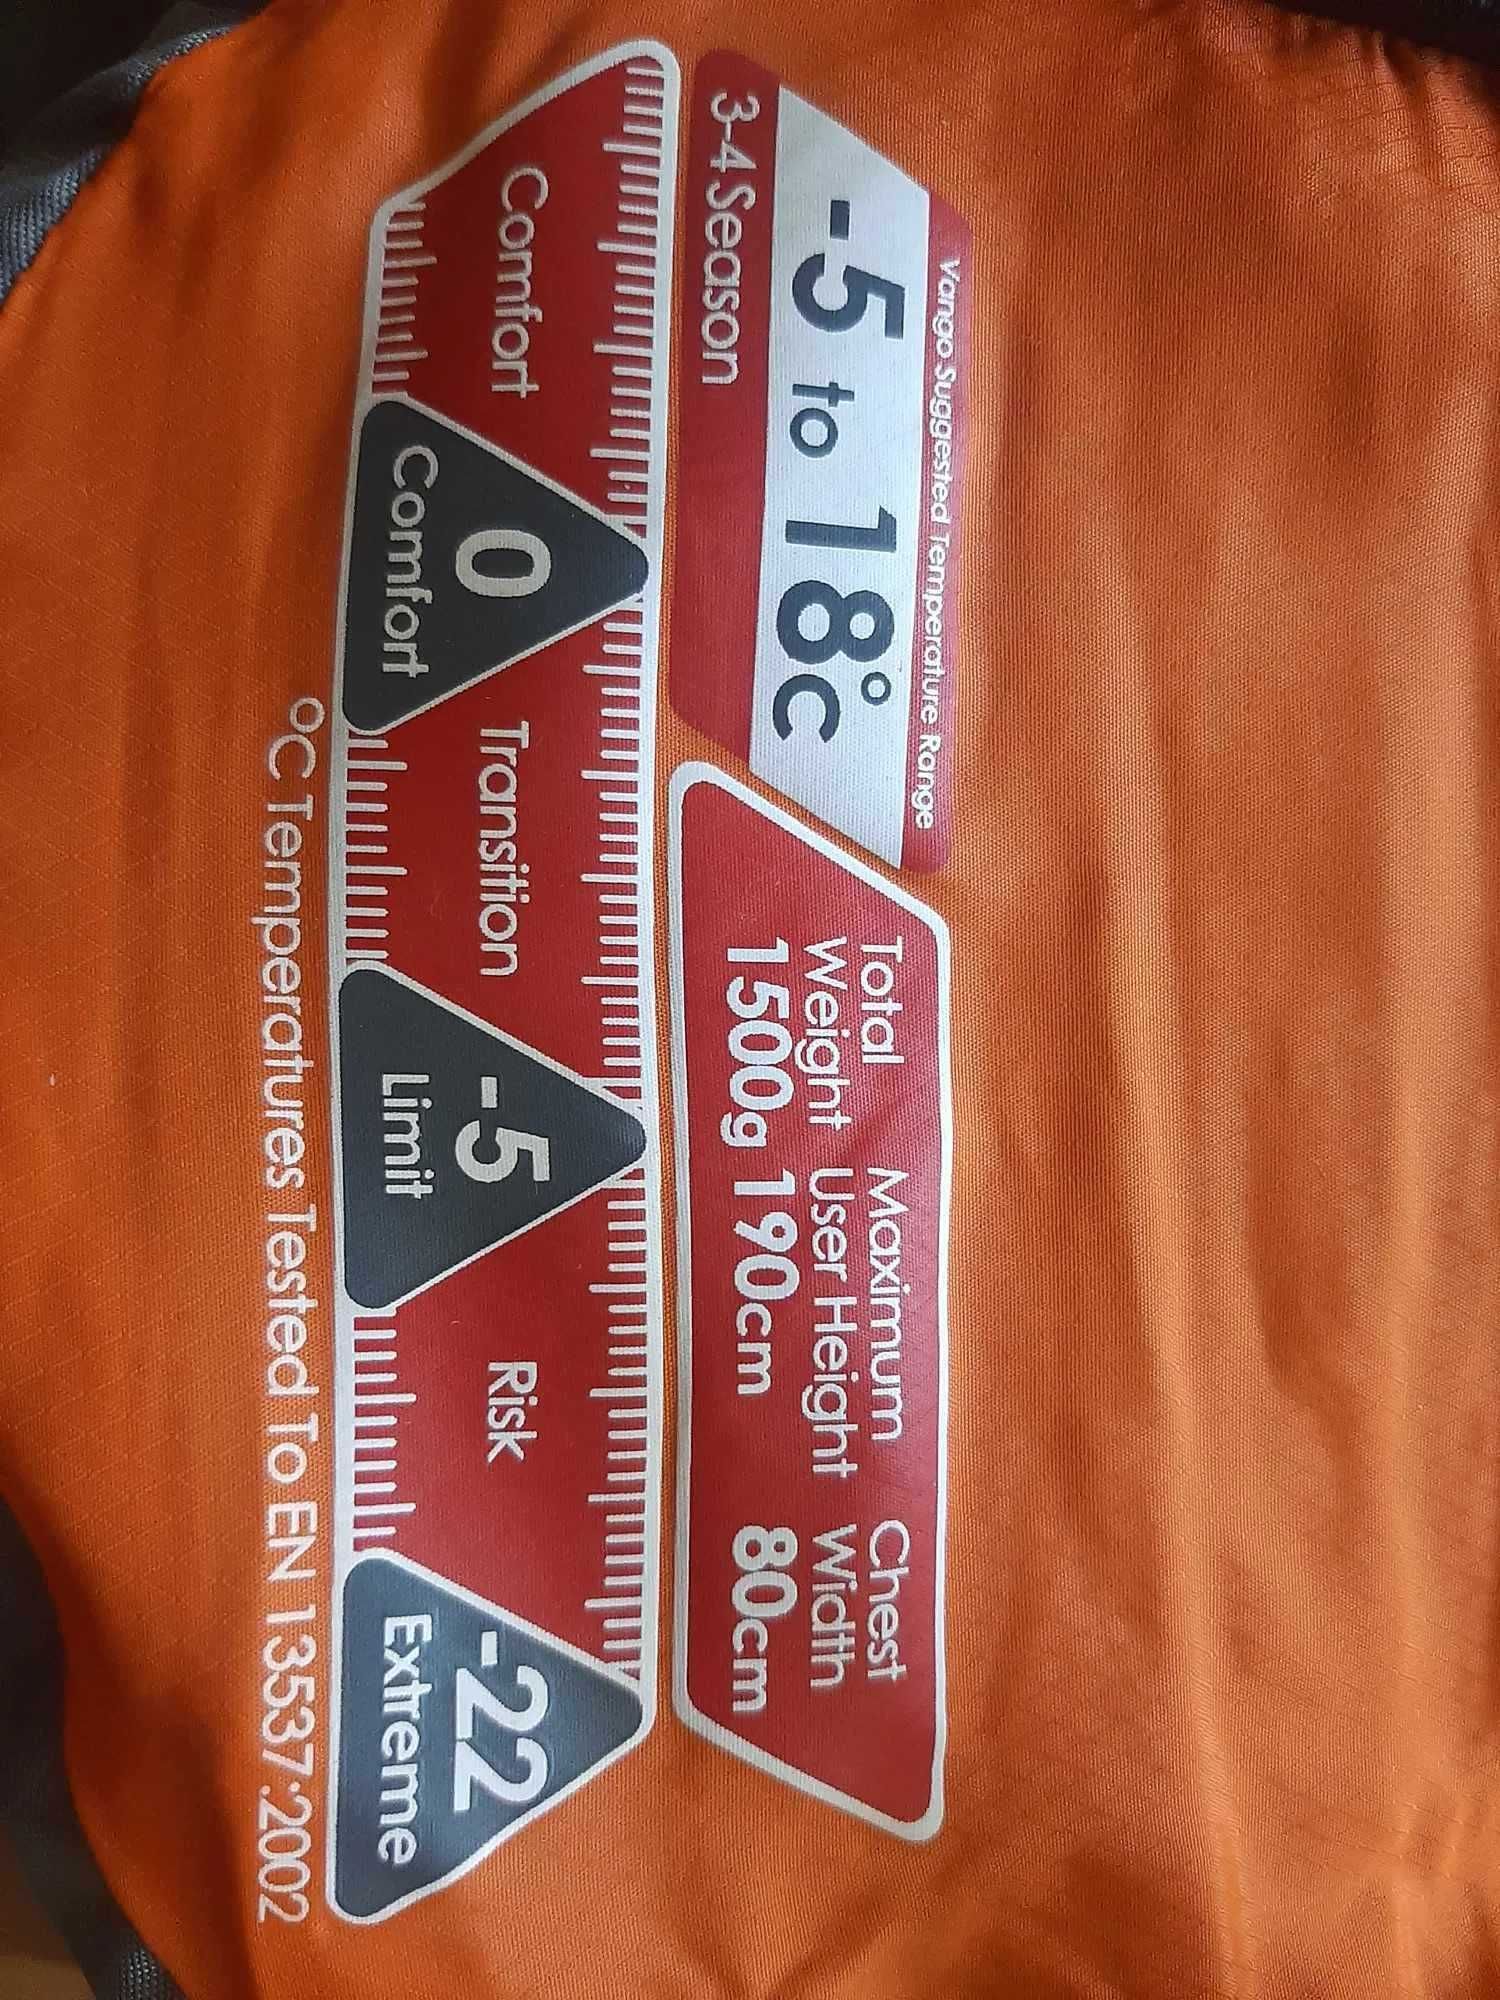 Vango Suggested Temperature Range
-5 to 18°c
3-4 Season
Total Weight
1500g
Maximum User Height
190cm
Chest Width
80cm
Comfort
0
Comfort
Transition
-5
Limit
Risk
-22
Extreme
°C Temperatures Tested To EN 13537:2002